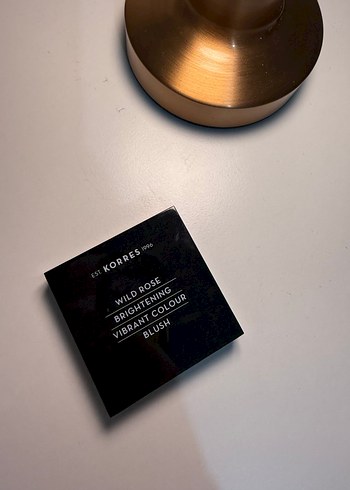 EST. KORRES 1996
WILD ROSE
BRIGHTENING
VIBRANT COLOUR
BLUSH